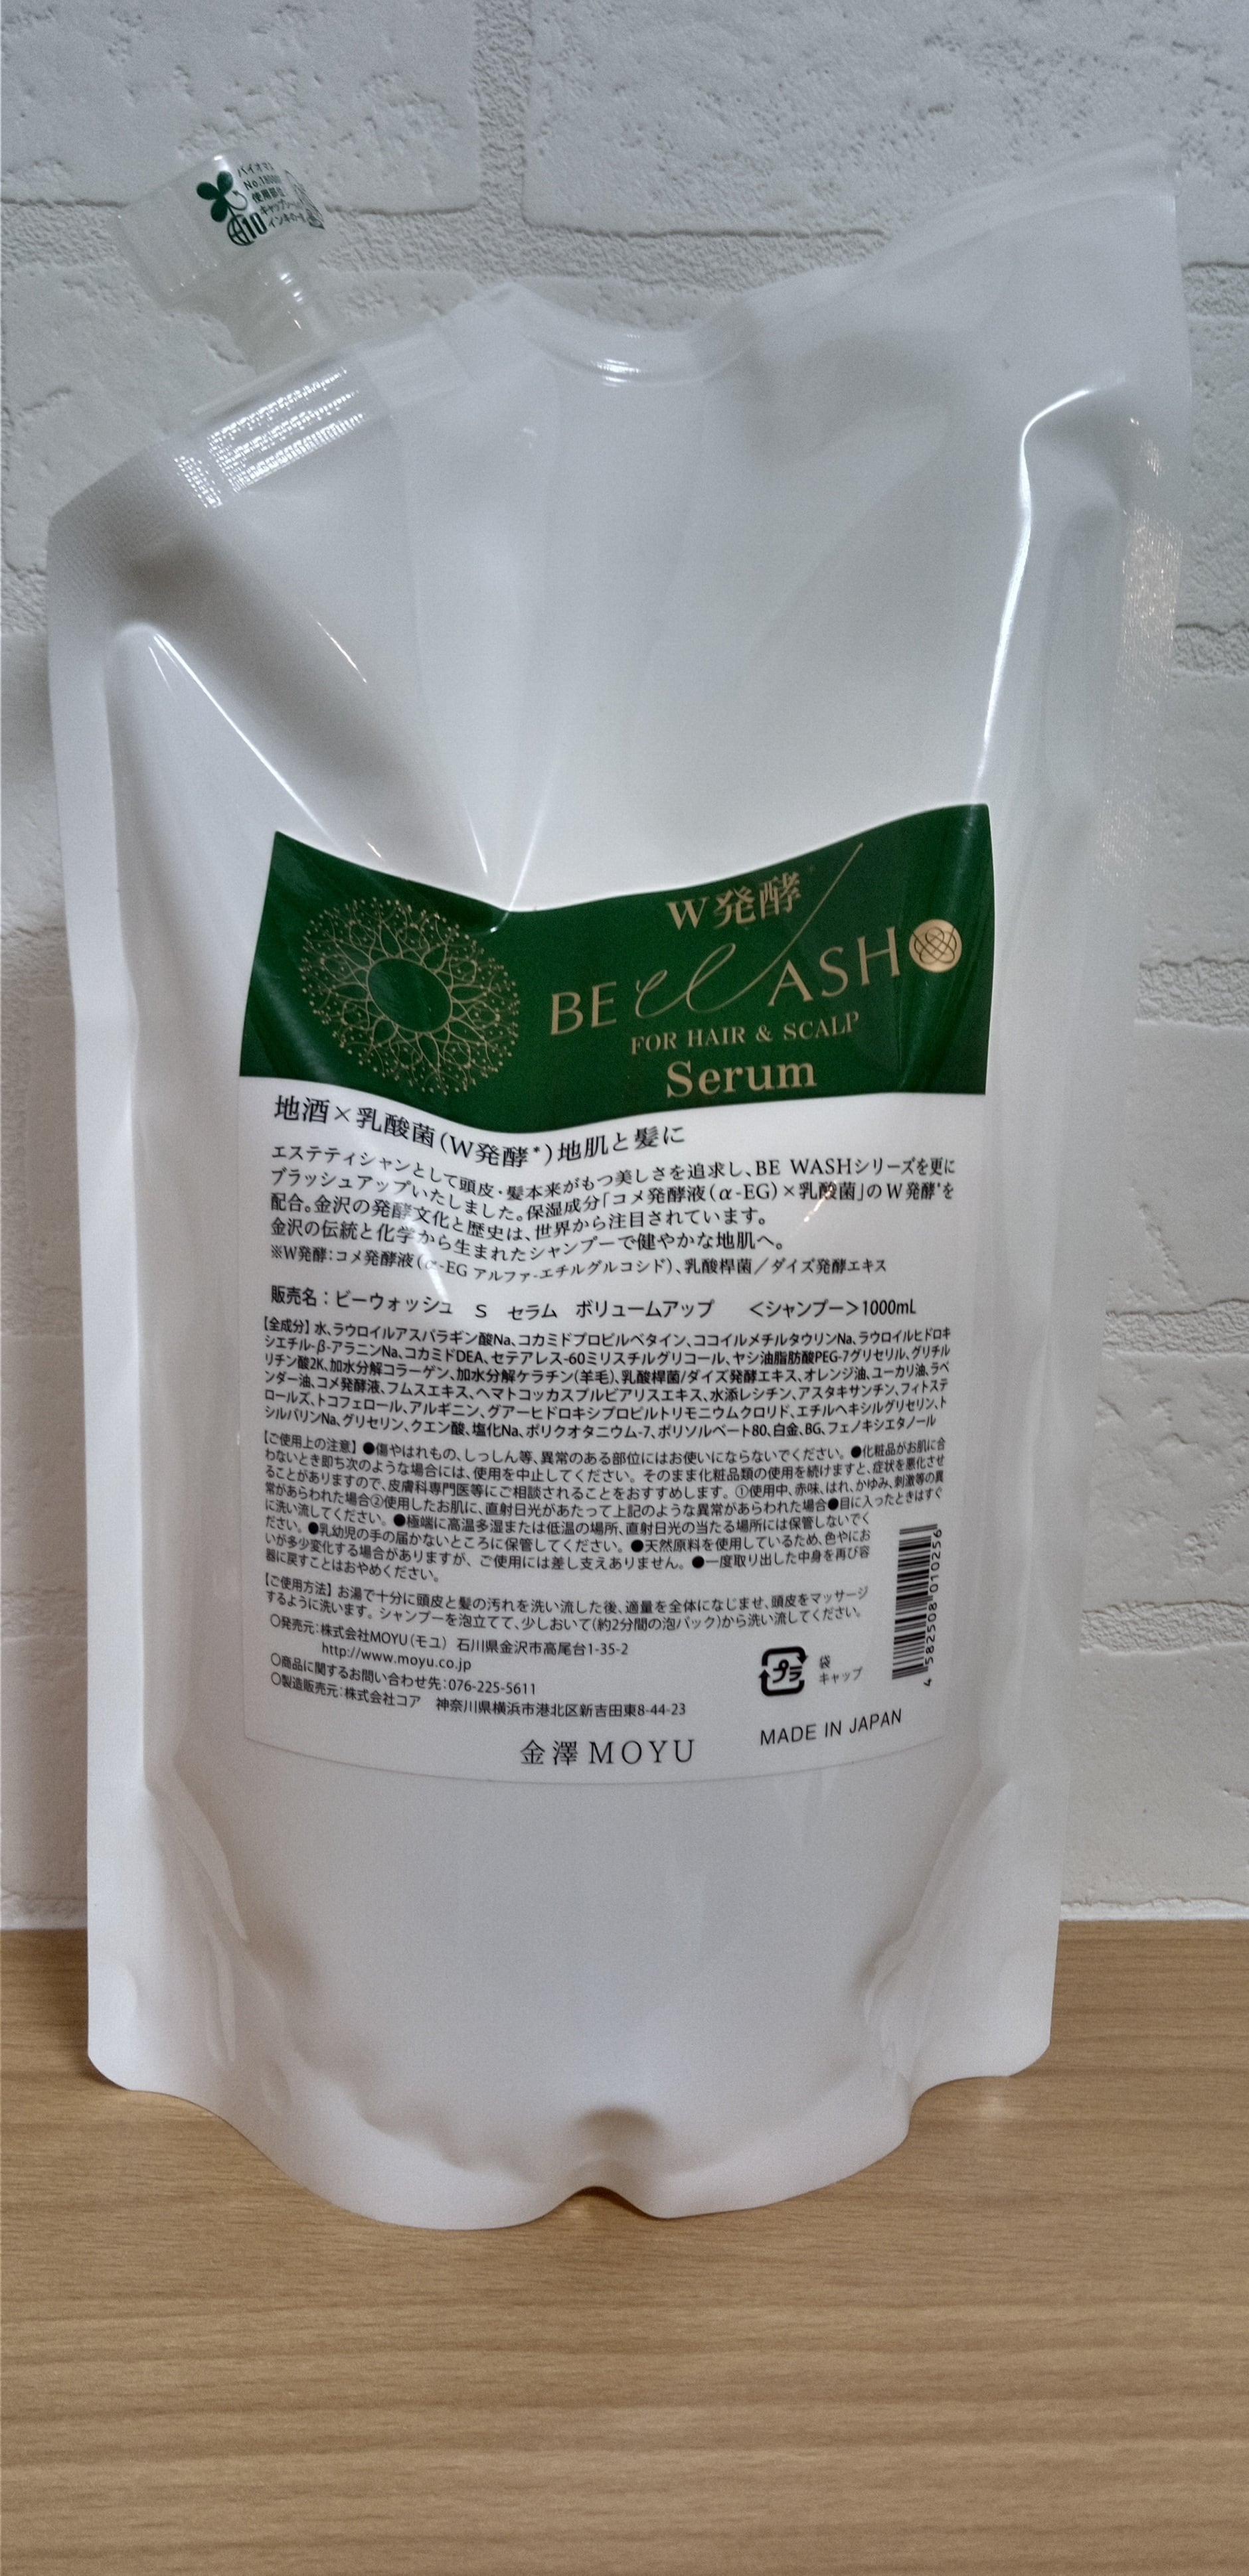 バイオマス
No.1800
使用部位
キャップ
10
W発酵
BE WASH
FOR HAIR & SCALP
Serum
地酒×乳酸菌(W発酵*)地肌と髪に
エステティシャンとして頭皮・髪本来がもつ美しさを追求し、BE WASHシリーズを更に
ブラッシュアップいたしました。保湿成分「コメ発酵液(α-EG)×乳酸菌」のW発酵*を
配合。金沢の発酵文化と歴史は、世界から注目されています。
金沢の伝統と化学から生まれたシャンプーで健やかな地肌へ。
※W発酵:コメ発酵液(α-EG アルファ-エチルグルコシド)、乳酸桿菌/ダイズ発酵エキス
販売名:ビーウォッシュ S セラム ボリュームアップ <シャンプー>1000mL
【全成分】水、ラウロイルアスパラギン酸Na、コカミドプロピルベタイン、ココイルメチルタウリンNa、ラウロイルヒドロキ
シエチル-β-アラニンNa、コカミドDEA、セテアレス-60ミリスチルグリコール、ヤシ油脂肪酸PEG-7グリセリル、グリチル
リチン酸2K、加水分解コラーゲン、加水分解ケラチン(羊毛)、乳酸桿菌/ダイズ発酵エキス、オレンジ油、ユーカリ油、ラベ
ンダー油、コメ発酵液、フムスエキス、ヘマトコッカスプルビアリスエキス、水添レシチン、アスタキサンチン、フィトステ
ロールズ、トコフェロール、アルギニン、グアーヒドロキシプロピルトリモニウムクロリド、エチルヘキシルグリセリン、ト
シルバリンNa、グリセリン、クエン酸、塩化Na、ポリクオタニウム-7、ポリソルベート80、白金、BG、フェノキシエタノール
【ご使用上の注意】●傷やはれもの、しっしん等、異常のある部位にはお使いにならないでください。●化粧品がお肌に合
わないとき即ち次のような場合には、使用を中止してください。そのまま化粧品類の使用を続けますと、症状を悪化させ
ることがありますので、皮膚科専門医等にご相談されることをおすすめします。①使用中、赤味、はれ、かゆみ、刺激等の異
常があらわれた場合②使用したお肌に、直射日光があたって上記のような異常があらわれた場合●目に入ったときはすぐ
に洗い流してください。●極端に高温多湿または低温の場所、直射日光の当たる場所には保管しないでく
ださい。●乳幼児の手の届かないところに保管してください。●天然原料を使用しているため、色やにお
いが多少変化する場合がありますが、ご使用には差し支えありません。●一度取り出した中身を再び容
器に戻すことはおやめください。
【ご使用方法】お湯で十分に頭皮と髪の汚れを洗い流した後、適量を全体になじませ、頭皮をマッサージ
するように洗います。シャンプーを泡立てて、少しおいて(約2分間の泡パック)から洗い流してください。
○発売元:株式会社MOYU(モユ) 石川県金沢市高尾台1-35-2
http://www.moyu.co.jp
○商品に関するお問い合わせ先:076-225-5611
○製造販売元:株式会社コア 神奈川県横浜市港北区新吉田東8-44-23
プラ
袋
キャップ
4 582508 010256
MADE IN JAPAN
金澤MOYU